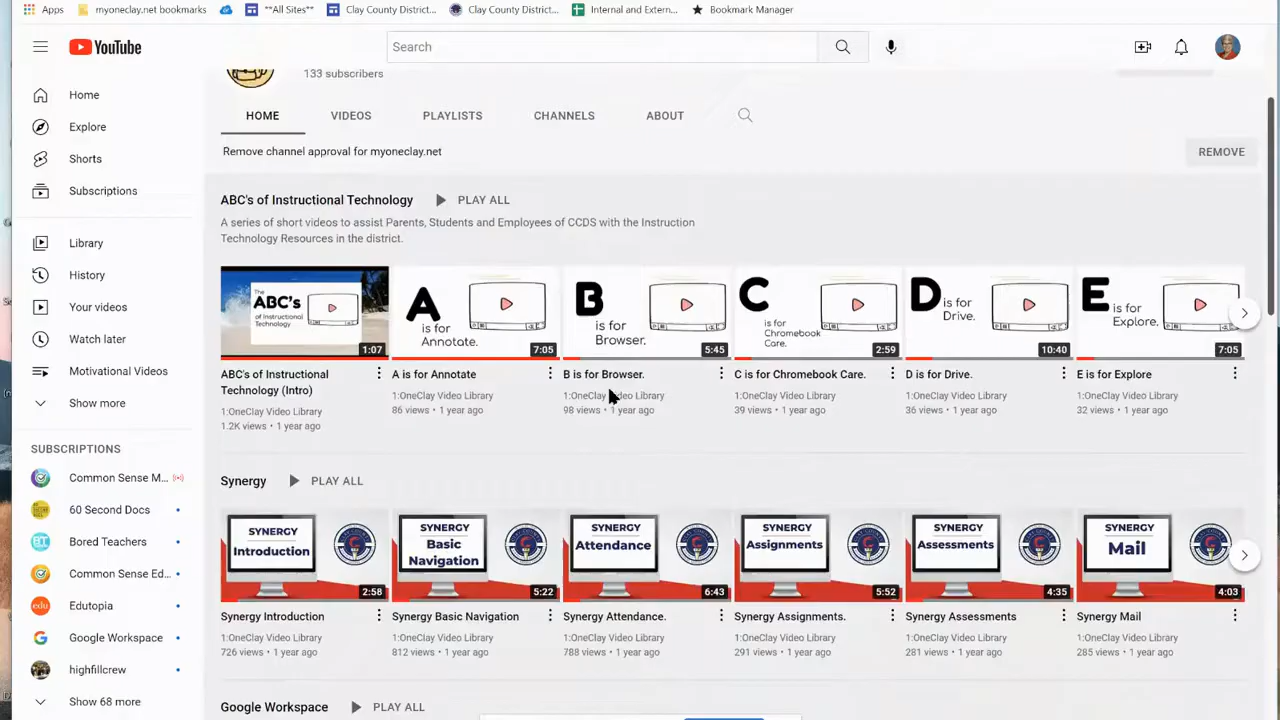 Apps myoneclay.net bookmarks **All Sites** Clay County District... Clay County District... Internal and Extern... Bookmark Manager
YouTube
Search
133 subscribers
HOME VIDEOS PLAYLISTS CHANNELS ABOUT
Remove channel approval for myoneclay.net REMOVE
Home
Explore
Shorts
Subscriptions
Library
History
Your videos
Watch later
Motivational Videos
Show more
SUBSCRIPTIONS
Common Sense M...
60 Second Docs
Bored Teachers
Common Sense Ed...
Edutopia
Google Workspace
highfillcrew
Show 68 more
ABC's of Instructional Technology PLAY ALL
A series of short videos to assist Parents, Students and Employees of CCDS with the Instruction
Technology Resources in the district.
The
ABC's
of Instructional
Technology
1:07
A
is for
Annotate.
7:05
B
is for
Browser.
5:45
C
is for
Chromebook
Care.
2:59
D is for
Drive.
10:40
E is for
Explore.
7:05
ABC's of Instructional
Technology (Intro)
1:OneClay Video Library
1.2K views • 1 year ago
A is for Annotate
1:OneClay Video Library
86 views • 1 year ago
B is for Browser.
1:OneClay Video Library
98 views • 1 year ago
C is for Chromebook Care.
1:OneClay Video Library
39 views • 1 year ago
D is for Drive.
1:OneClay Video Library
36 views • 1 year ago
E is for Explore
1:OneClay Video Library
32 views • 1 year ago
Synergy PLAY ALL
SYNERGY
Introduction
2:58
SYNERGY
Basic
Navigation
5:22
SYNERGY
Attendance
6:43
SYNERGY
Assignments
5:52
SYNERGY
Assessments
4:35
SYNERGY
Mail
4:03
Synergy Introduction
1:OneClay Video Library
726 views • 1 year ago
Synergy Basic Navigation
1:OneClay Video Library
812 views • 1 year ago
Synergy Attendance.
1:OneClay Video Library
788 views • 1 year ago
Synergy Assignments.
1:OneClay Video Library
291 views • 1 year ago
Synergy Assessments
1:OneClay Video Library
281 views • 1 year ago
Synergy Mail
1:OneClay Video Library
285 views • 1 year ago
Google Workspace PLAY ALL